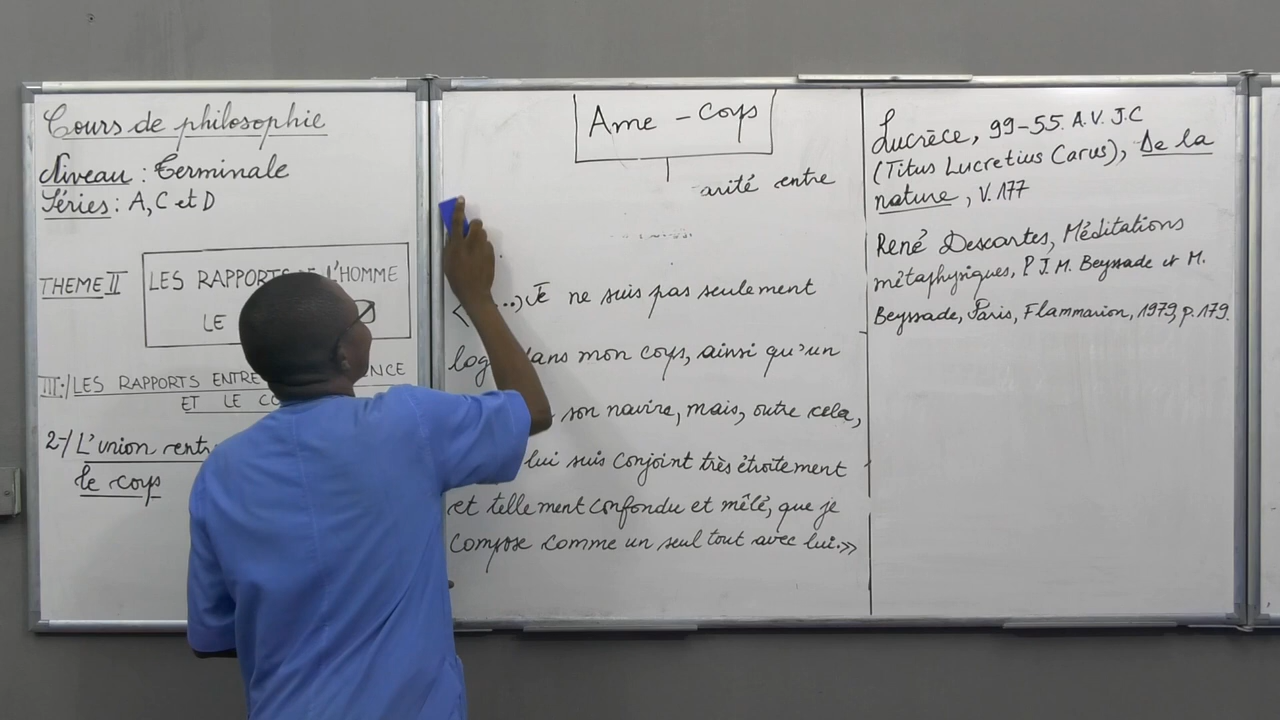 Cours de philosophie
Niveau : Terminale
Séries : A, C et D
THEME II
LES RAPPORTS L'HOMME
LE
III:/ LES RAPPORTS ENTRE
ET LE
2-/ L'union
le corps
Ame - Corps
arité entre
Je ne suis pas seulement
dans mon corps, ainsi qu'un
son navire, mais, outre cela,
lui suis conjoint très étroitement
et tellement confondu et mêlé, que je
compose comme un seul tout avec lui.»
Lucrèce, 99-55. A.V. J.C
(Titus Lucretius Carus), De la
nature, V. 177
René Descartes, Méditations
métaphysiques, P J.M. Beyssade et M.
Beyssade, Paris, Flammarion, 1979, p. 179.